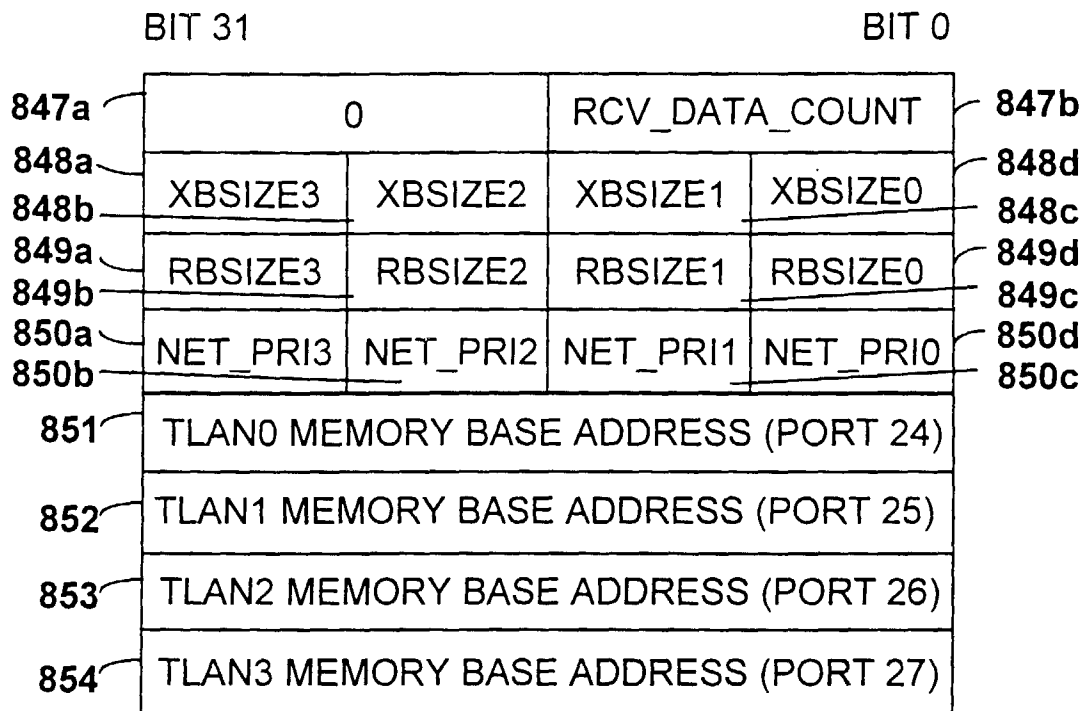 BIT 31 BIT 0
847a 0 RCV_DATA_COUNT 847b
848a XBSIZE3 XBSIZE2 XBSIZE1 XBSIZE0 848d
848b 848c
849a RBSIZE3 RBSIZE2 RBSIZE1 RBSIZE0 849d
849b 849c
850a NET_PRI3 NET_PRI2 NET_PRI1 NET_PRI0 850d
850b 850c
851 TLAN0 MEMORY BASE ADDRESS (PORT 24)
852 TLAN1 MEMORY BASE ADDRESS (PORT 25)
853 TLAN2 MEMORY BASE ADDRESS (PORT 26)
854 TLAN3 MEMORY BASE ADDRESS (PORT 27)